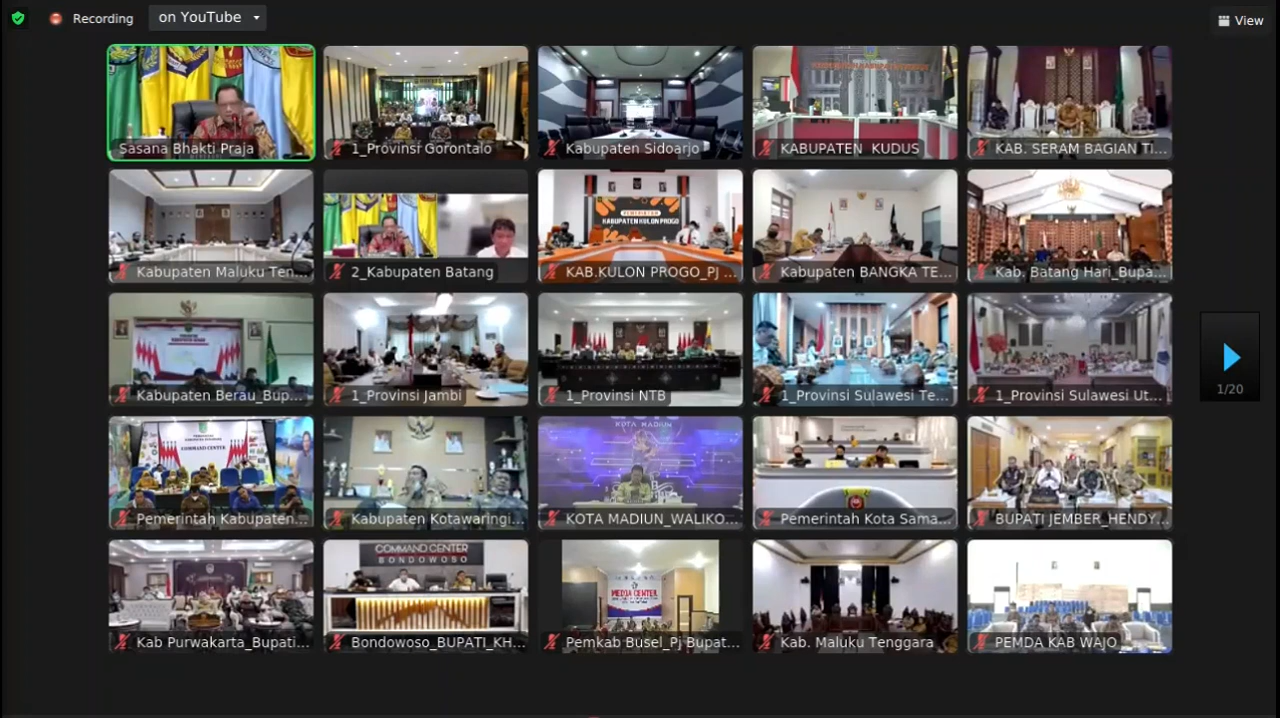 Recording
on YouTube
View
Sasana Bhakti Praja
1_Provinsi Gorontalo
Kabupaten Sidoarjo
KABUPATEN KUDUS
KAB. SERAM BAGIAN TI...
Kabupaten Maluku Ten...
2_Kabupaten Batang
KABUPATEN KULON PROGO
KAB.KULON PROGO_PJ ...
Kabupaten BANGKA TE...
Kab. Batang Hari_Bupa...
Kabupaten Berau_Bup...
1_Provinsi Jambi
1_Provinsi NTB
1_Provinsi Sulawesi Te...
1_Provinsi Sulawesi Ut...
1/20
COMMAND CENTER
Pemerintah Kabupaten...
Kabupaten Kotawaringi...
KOTA MADIUN
KOTA MADIUN_WALIKO...
Pemerintah Kota Sama...
BUPATI JEMBER_HENDY...
Kab Purwakarta_Bupati...
COMMAND CENTER
BONDOWOSO
Bondowoso_BUPATI_KH...
MEDIA CENTER
Pemkab Busel_Pj Bupat...
Kab. Maluku Tenggara
PEMDA KAB WAJO